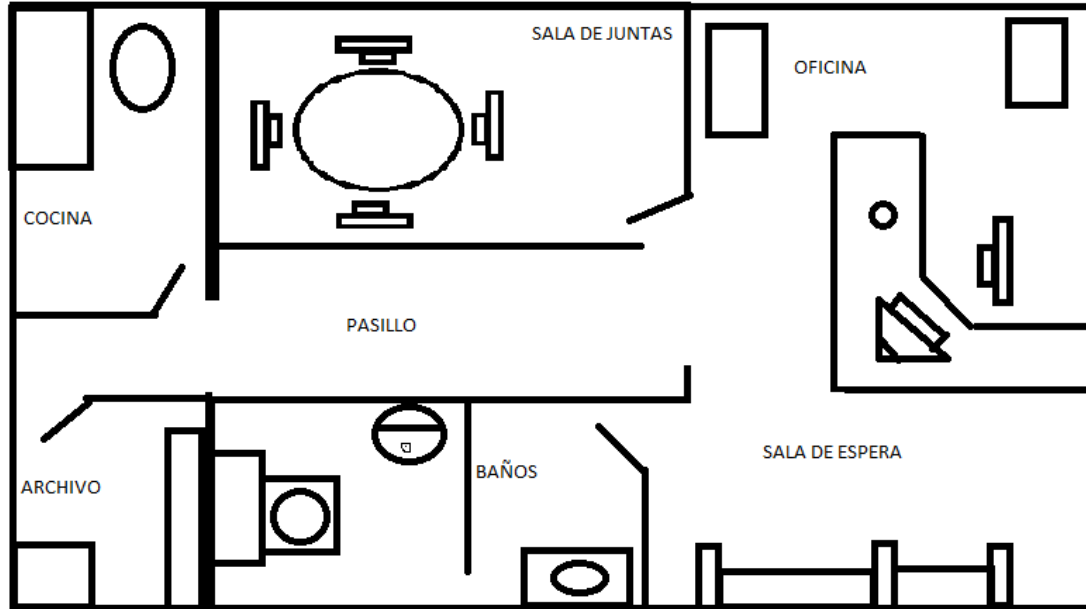 SALA DE JUNTAS
OFICINA
COCINA
PASILLO
SALA DE ESPERA
BAÑOS
ARCHIVO